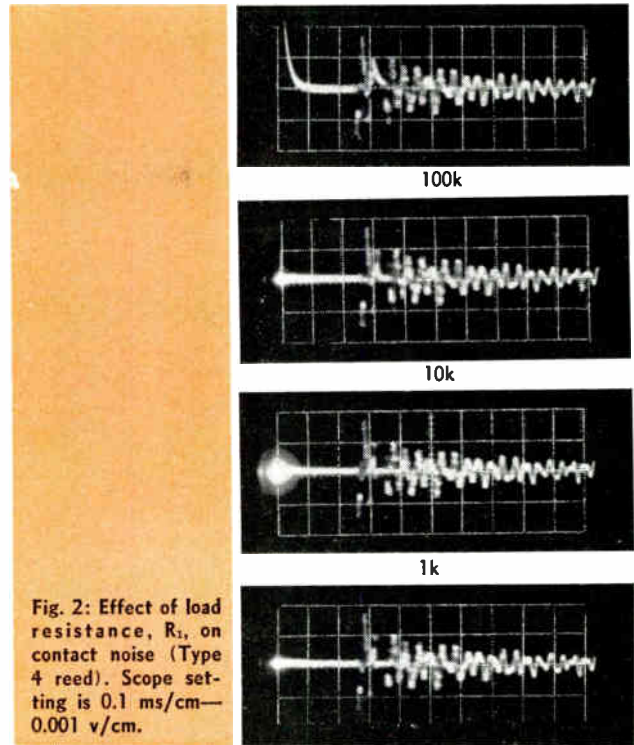 100k
10k
1k
Fig. 2: Effect of load
resistance, R₁, on
contact noise (Type
4 reed). Scope set-
ting is 0.1 ms/cm—
0.001 v/cm.